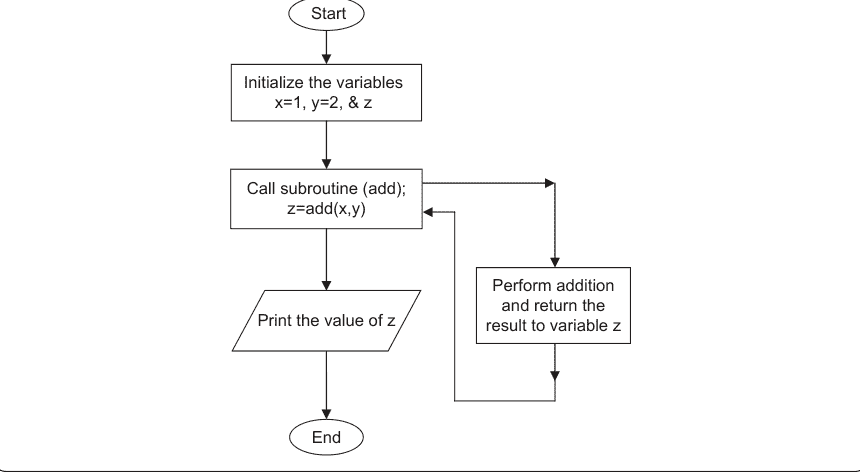 Start
Initialize the variables
x=1, y=2, & z
Call subroutine (add);
z=add(x,y)
Perform addition
and return the
result to variable z
Print the value of z
End